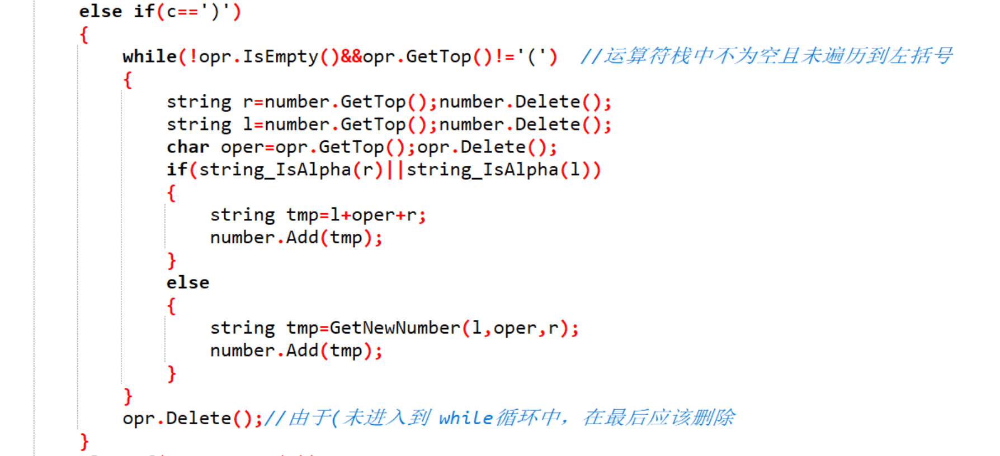 else if(c==')')
{
while(!opr.IsEmpty()&&opr.GetTop()!='(') //运算符栈中不为空且未遍历到左括号
{
string r=number.GetTop();number.Delete();
string l=number.GetTop();number.Delete();
char oper=opr.GetTop();opr.Delete();
if(string_IsAlpha(r)||string_IsAlpha(l))
{
string tmp=l+oper+r;
number.Add(tmp);
}
else
{
string tmp=GetNewNumber(l,oper,r);
number.Add(tmp);
}
}
opr.Delete();//由于(未进入到 while循环中，在最后应该删除
}